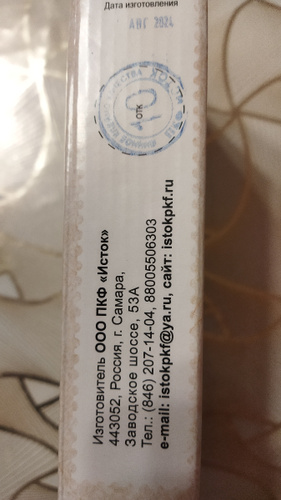 Дата изготовления
АВГ 2024
ОТК
10
Изготовитель ООО ПКФ «Исток»
443052, Россия, г. Самара,
Заводское шоссе, 53А
Тел.: (846) 207-14-04, 88005506303
e-mail: istokpkf@ya.ru, сайт: istokpkf.ru